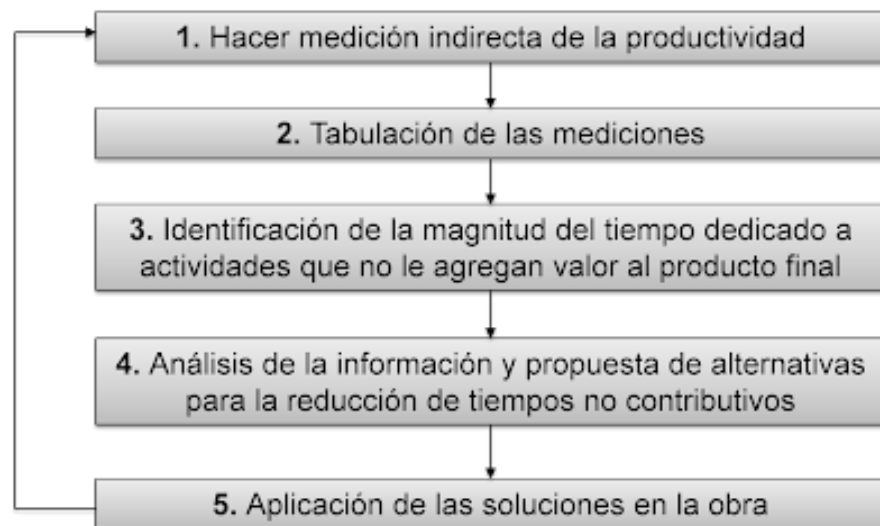 1. Hacer medición indirecta de la productividad
2. Tabulación de las mediciones
3. Identificación de la magnitud del tiempo dedicado a
actividades que no le agregan valor al producto final
4. Análisis de la información y propuesta de alternativas
para la reducción de tiempos no contributivos
5. Aplicación de las soluciones en la obra